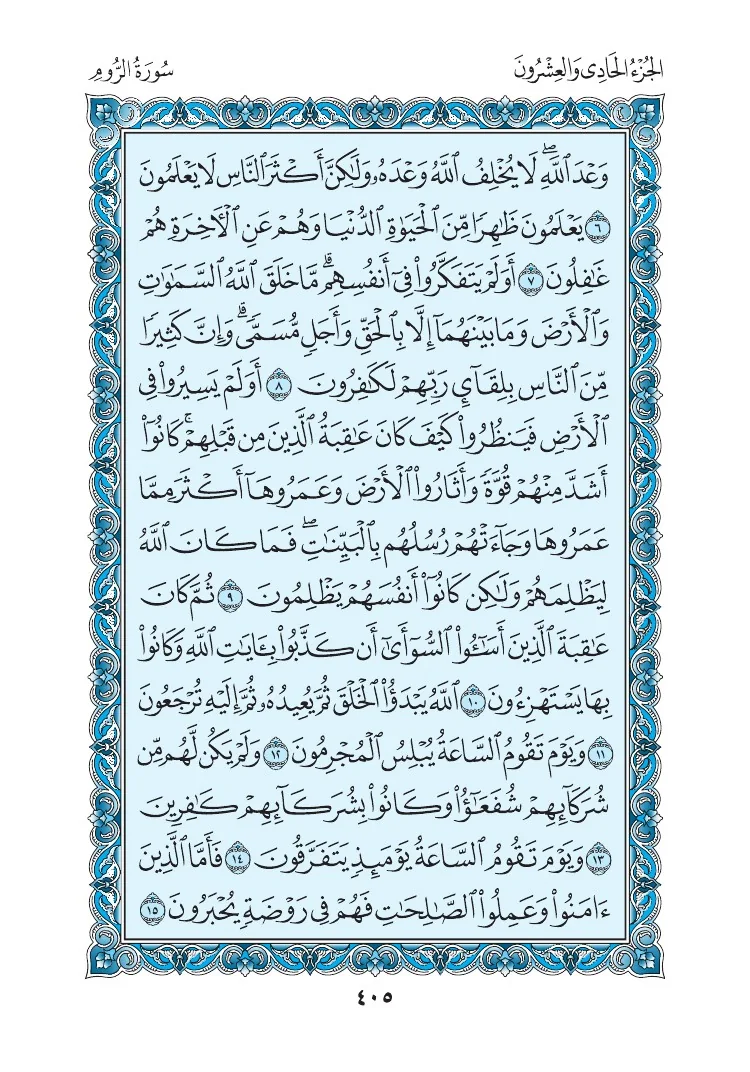 الجُزْءُ الحَادِى وَالعِشْرُونَ
سُورَةُ الرُّومِ
وَعْدَ ٱللَّهِۖ لَا يُخْلِفُ ٱللَّهُ وَعْدَهُۥ وَلَٰكِنَّ أَكْثَرَ ٱلنَّاسِ لَا يَعْلَمُونَ
٦ يَعْلَمُونَ ظَٰهِرًا مِّنَ ٱلْحَيَوٰةِ ٱلدُّنْيَا وَهُمْ عَنِ ٱلْأٓخِرَةِ هُمْ
غَٰفِلُونَ ٧ أَوَلَمْ يَتَفَكَّرُوا۟ فِىٓ أَنفُسِهِمۗ مَّا خَلَقَ ٱللَّهُ ٱلسَّمَٰوَٰتِ
وَٱلْأَرْضَ وَمَا بَيْنَهُمَآ إِلَّا بِٱلْحَقِّ وَأَجَلٍ مُّسَمًّىۗ وَإِنَّ كَثِيرًا
مِّنَ ٱلنَّاسِ بِلِقَآئِ رَبِّهِمْ لَكَٰفِرُونَ ٨ أَوَلَمْ يَسِيرُوا۟ فِى
ٱلْأَرْضِ فَيَنظُرُوا۟ كَيْفَ كَانَ عَٰقِبَةُ ٱلَّذِينَ مِن قَبْلِهِمْۚ كَانُوٓا۟
أَشَدَّ مِنْهُمْ قُوَّةً وَأَثَارُوا۟ ٱلْأَرْضَ وَعَمَرُوهَآ أَكْثَرَ مِمَّا
عَمَرُوهَا وَجَآءَتْهُمْ رُسُلُهُم بِٱلْبَيِّنَٰتِۖ فَمَا كَانَ ٱللَّهُ
لِيَظْلِمَهُمْ وَلَٰكِن كَانُوٓا۟ أَنفُسَهُمْ يَظْلِمُونَ ٩ ثُمَّ كَانَ
عَٰقِبَةَ ٱلَّذِينَ أَسَٰٓـُٔوا۟ ٱلسُّوٓأَىٰٓ أَن كَذَّبُوا۟ بِـَٔايَٰتِ ٱللَّهِ وَكَانُوا۟
بِهَا يَسْتَهْزِءُونَ ١٠ ٱللَّهُ يَبْدَؤُا۟ ٱلْخَلْقَ ثُمَّ يُعِيدُهُۥ ثُمَّ إِلَيْهِ تُرْجَعُونَ
١١ وَيَوْمَ تَقُومُ ٱلسَّاعَةُ يُبْلِسُ ٱلْمُجْرِمُونَ ١٢ وَلَمْ يَكُن لَّهُم مِّن
شُرَكَآئِهِمْ شُفَعَٰٓؤُا۟ وَكَانُوا۟ بِشُرَكَآئِهِمْ كَٰفِرِينَ
١٣ وَيَوْمَ تَقُومُ ٱلسَّاعَةُ يَوْمَئِذٍ يَتَفَرَّقُونَ ١٤ فَأَمَّا ٱلَّذِينَ
ءَامَنُوا۟ وَعَمِلُوا۟ ٱلصَّٰلِحَٰتِ فَهُمْ فِى رَوْضَةٍ يُحْبَرُونَ ١٥
٤٠٥